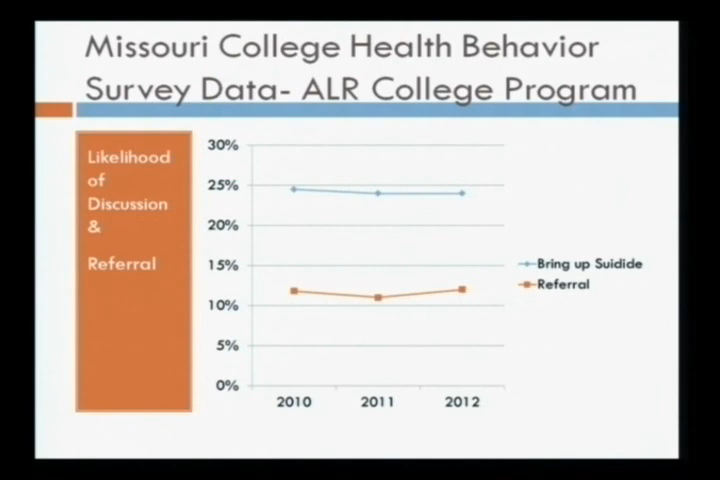 Missouri College Health Behavior
Survey Data- ALR College Program
Likelihood
of
Discussion
&
Referral
30%
25%
20%
15%
10%
5%
0%
2010 2011 2012
Bring up Suidide
Referral